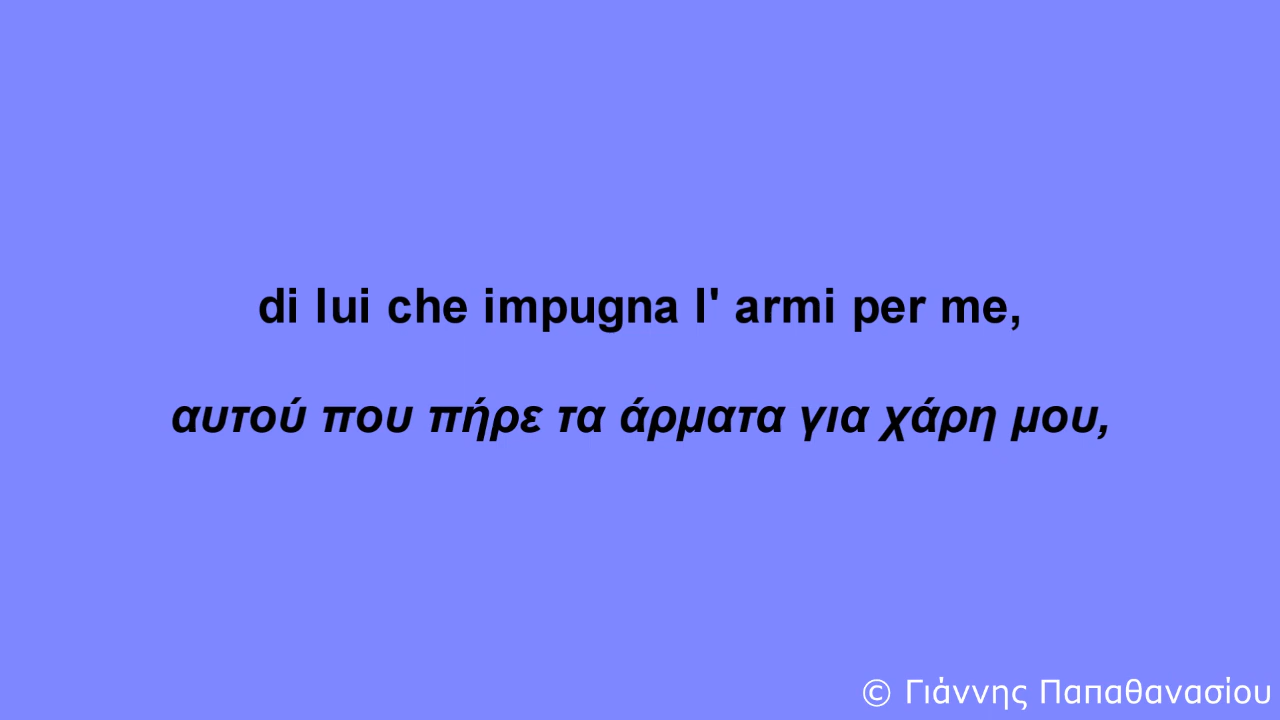 di lui che impugna l' armi per me,
αυτού που πήρε τα άρματα για χάρη μου,
© Γιάννης Παπαθανασίου